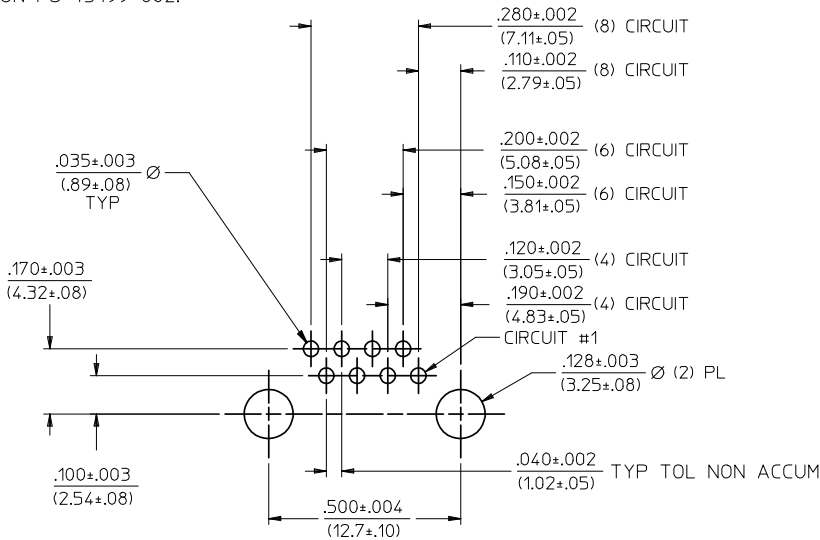 .280±.002
(7.11±.05) (8) CIRCUIT
.110±.002
(2.79±.05) (8) CIRCUIT
.200±.002
(5.08±.05) (6) CIRCUIT
.150±.002
(3.81±.05) (6) CIRCUIT
.035±.003
(.89±.08) Ø
TYP
.120±.002
(3.05±.05) (4) CIRCUIT
.170±.003
(4.32±.08)
.190±.002
(4.83±.05) (4) CIRCUIT
CIRCUIT #1
.128±.003
(3.25±.08) Ø (2) PL
.040±.002
(1.02±.05) TYP TOL NON ACCUM
.100±.003
(2.54±.08)
.500±.004
(12.7±.10)